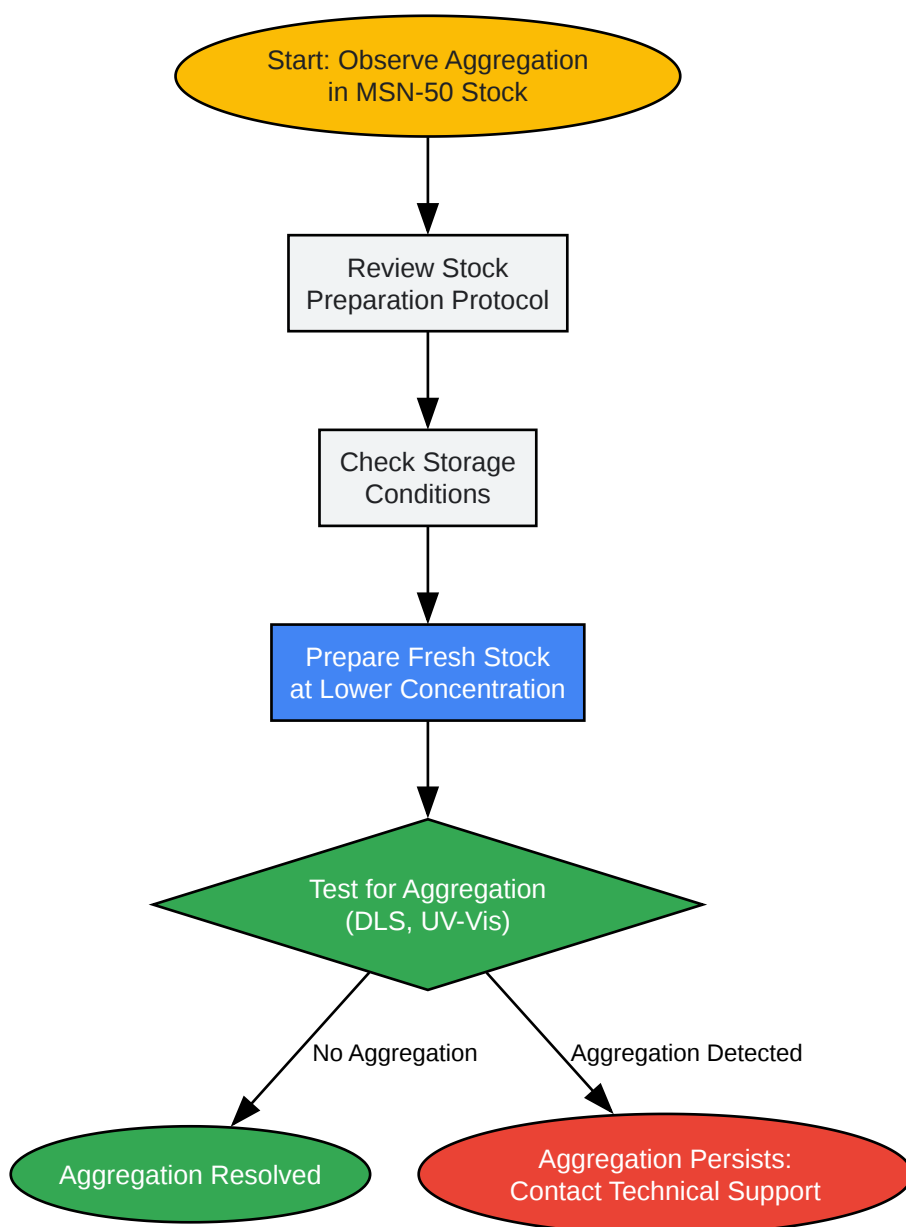 Start: Observe Aggregation
in MSN-50 Stock
Review Stock
Preparation Protocol
Check Storage
Conditions
Prepare Fresh Stock
at Lower Concentration
Test for Aggregation
(DLS, UV-Vis)
No Aggregation
Aggregation Detected
Aggregation Resolved
Aggregation Persists:
Contact Technical Support